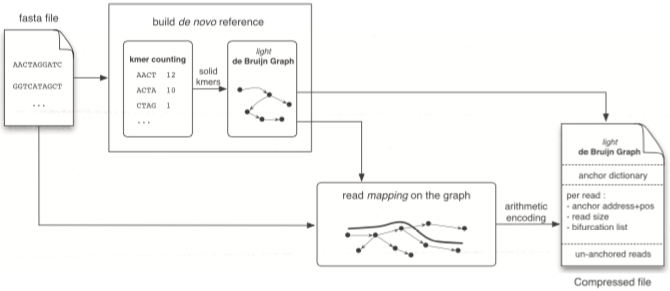 fasta file
AACTAGGATC
GGTCATAGCT
...
build de novo reference
kmer counting
AACT 12
ACTA 10
CTAG 1
...
solid
kmers
light
de Bruijn Graph
read mapping on the graph
arithmetic
encoding
light
de Bruijn Graph
anchor dictionary
per read :
- anchor address+pos
- read size
- bifurcation list
un-anchored reads
Compressed file